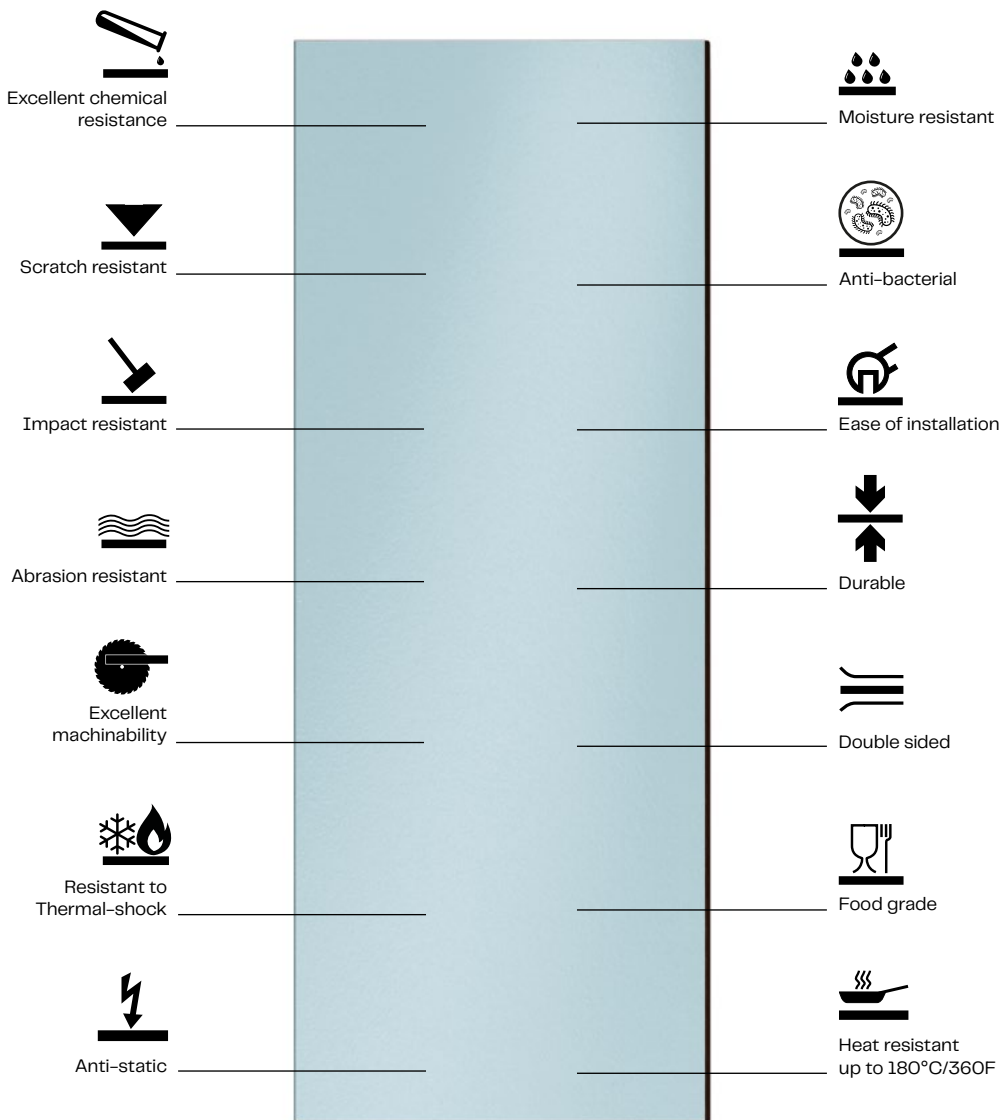 Excellent chemical
resistance
Scratch resistant
Impact resistant
Abrasion resistant
Excellent
machinability
Resistant to
Thermal-shock
Anti-static
Moisture resistant
Anti-bacterial
Ease of installation
Durable
Double sided
Food grade
Heat resistant
up to 180°C/360F